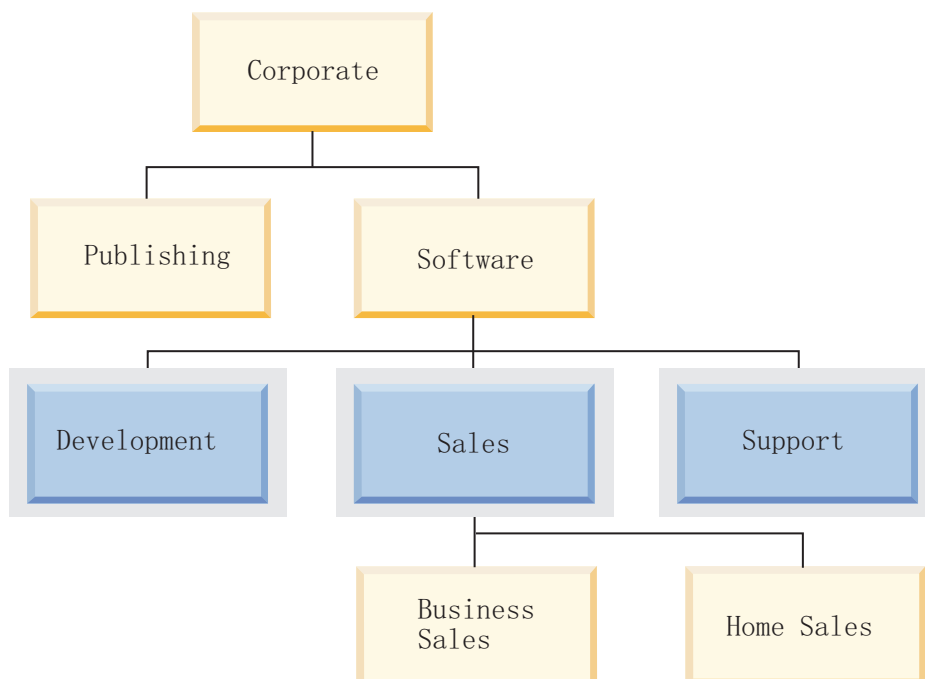 Corporate
Publishing
Software
Development
Sales
Support
Business
Sales
Home Sales